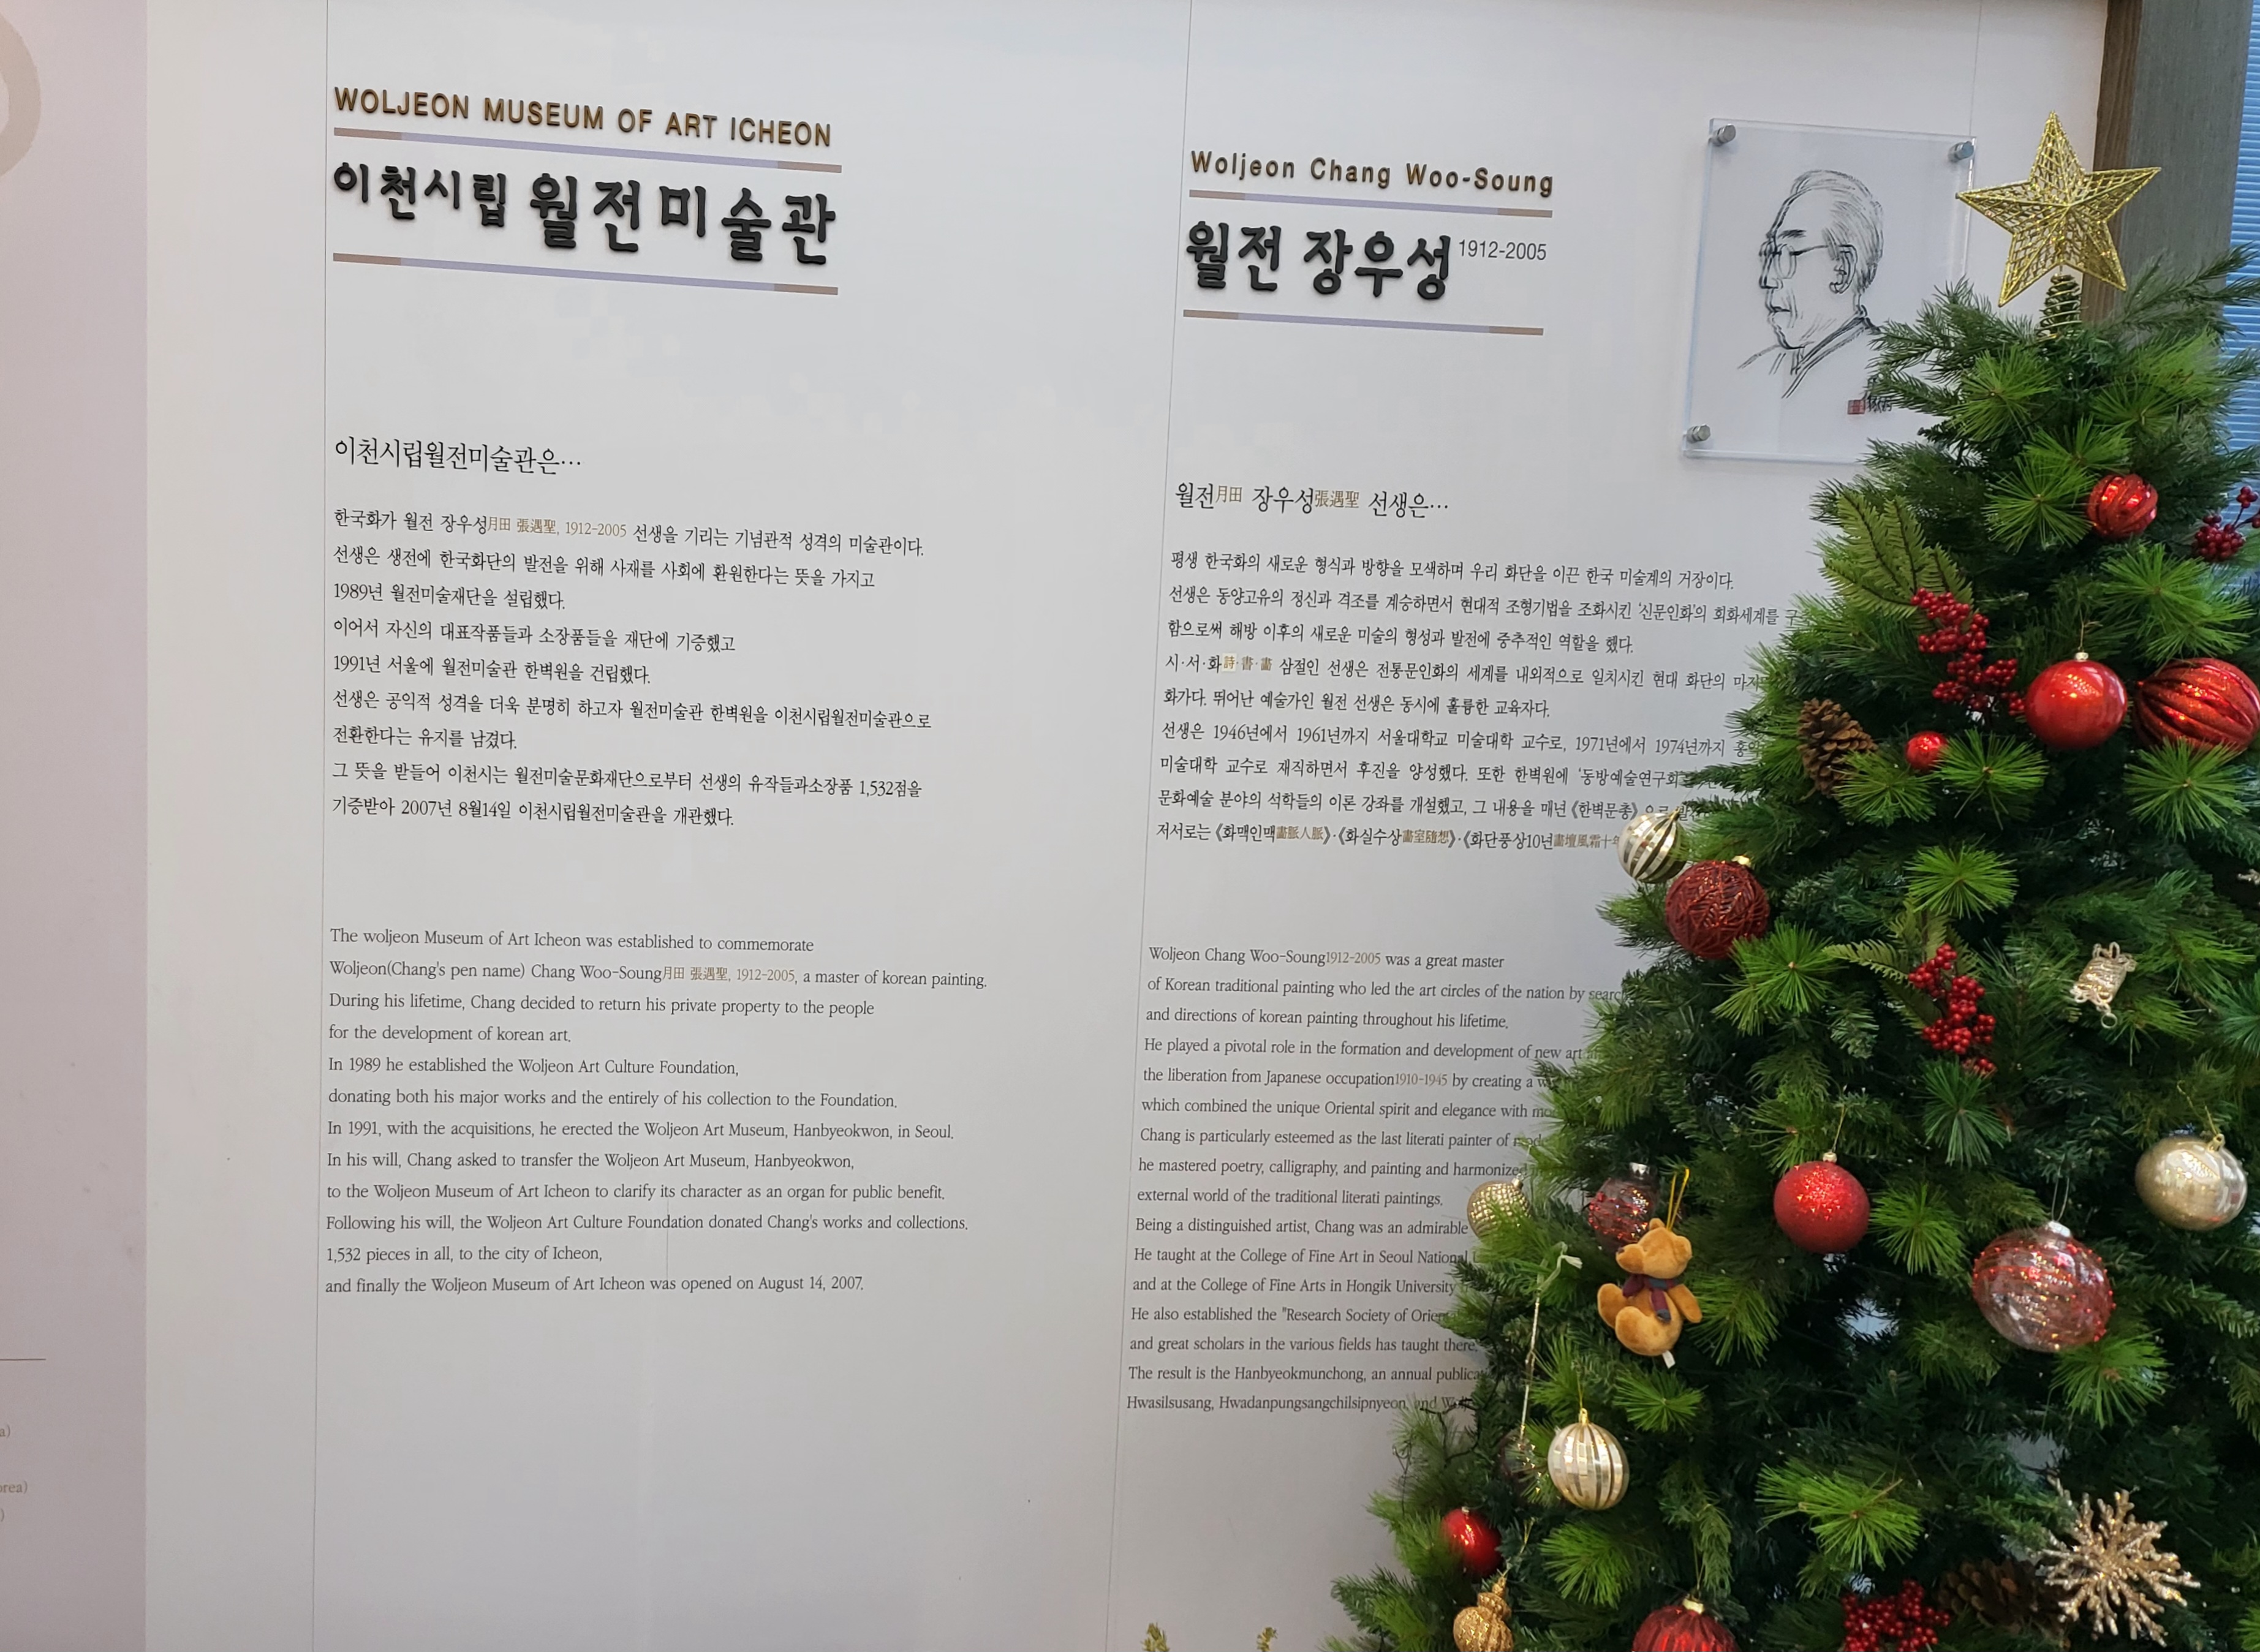 WOLJEON MUSEUM OF ART ICHEON
이천시립 월전미술관
이천시립월전미술관은…
한국화가 월전 장우성月田 張遇聖, 1912-2005 선생을 기리는 기념관적 성격의 미술관이다.
선생은 생전에 한국화단의 발전을 위해 사재를 사회에 환원한다는 뜻을 가지고
1989년 월전미술재단을 설립했다.
이어서 자신의 대표작품들과 소장품들을 재단에 기증했고
1991년 서울에 월전미술관 한벽원을 건립했다.
선생은 공익적 성격을 더욱 분명히 하고자 월전미술관 한벽원을 이천시립월전미술관으로
전환한다는 유지를 남겼다.
그 뜻을 받들어 이천시는 월전미술문화재단으로부터 선생의 유작들과소장품 1,532점을
기증받아 2007년 8월14일 이천시립월전미술관을 개관했다.
The woljeon Museum of Art Icheon was established to commemorate
Woljeon(Chang's pen name) Chang Woo-Soung月田 張遇聖, 1912-2005, a master of korean painting.
During his lifetime, Chang decided to return his private property to the people
for the development of korean art.
In 1989 he established the Woljeon Art Culture Foundation,
donating both his major works and the entirely of his collection to the Foundation.
In 1991, with the acquisitions, he erected the Woljeon Art Museum, Hanbyeokwon, in Seoul.
In his will, Chang asked to transfer the Woljeon Art Museum, Hanbyeokwon,
to the Woljeon Museum of Art Icheon to clarify its character as an organ for public benefit.
Following his will, the Woljeon Art Culture Foundation donated Chang's works and collections.
1,532 pieces in all, to the city of Icheon,
and finally the Woljeon Museum of Art Icheon was opened on August 14, 2007.
Woljeon Chang Woo-Soung
월전 장우성 1912-2005
월전月田 장우성張遇聖 선생은…
평생 한국화의 새로운 형식과 방향을 모색하며 우리 화단을 이끈 한국 미술계의 거장이다.
선생은 동양고유의 정신과 격조를 계승하면서 현대적 조형기법을 조화시킨 '신문인화'의 회화세계를 구
함으로써 해방 이후의 새로운 미술의 형성과 발전에 중추적인 역할을 했다.
시·서·화詩·書·畵 삼절인 선생은 전통문인화의 세계를 내외적으로 일치시킨 현대 화단의
화가다. 뛰어난 예술가인 월전 선생은 동시에 훌륭한 교육자다.
선생은 1946년에서 1961년까지 서울대학교 미술대학 교수로, 1971년에서 1974년까지
미술대학 교수로 재직하면서 후진을 양성했다. 또한 한벽원에 '동방예술연구회
문화예술 분야의 석학들의 이론 강좌를 개설했고, 그 내용을 매년 《한벽문총》으로
저서로는 《화맥인맥畵脈人脈》·《화실수상畵室隨想》·《화단풍상10년畵壇風霜十年
Woljeon Chang Woo-Soung1912-2005 was a great master
of Korean traditional painting who led the art circles of the nation by search
and directions of korean painting throughout his lifetime.
He played a pivotal role in the formation and development of new art
the liberation from Japanese occupation1910-1945 by creating a
which combined the unique Oriental spirit and elegance with
Chang is particularly esteemed as the last literati painter of
he mastered poetry, calligraphy, and painting and harmonized
external world of the traditional literati paintings.
Being a distinguished artist, Chang was an admirable
He taught at the College of Fine Art in Seoul National
and at the College of Fine Arts in Hongik University
He also established the "Research Society of
and great scholars in the various fields has taught there.
The result is the Hanbyeokmunchong, an annual
Hwasilsusang, Hwadanpungsangchilsipnyeon, and